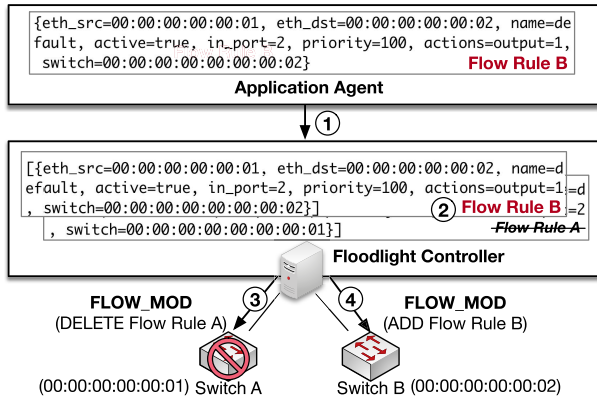 {eth_src=00:00:00:00:00:01, eth_dst=00:00:00:00:00:02, name=de
fault, active=true, in_port=2, priority=100, actions=output=1,
switch=00:00:00:00:00:00:00:02}
Flow Rule B
Application Agent
1
[{eth_src=00:00:00:00:00:01, eth_dst=00:00:00:00:00:02, name=d
efault, active=true, in_port=2, priority=100, actions=output=1
=d
, switch=00:00:00:00:00:00:00:02}]
2 Flow Rule B
=2
, switch=00:00:00:00:00:00:00:01}]
Flow Rule A
Floodlight Controller
3
4
FLOW_MOD
(DELETE Flow Rule A)
FLOW_MOD
(ADD Flow Rule B)
(00:00:00:00:00:01) Switch A
Switch B (00:00:00:00:00:02)